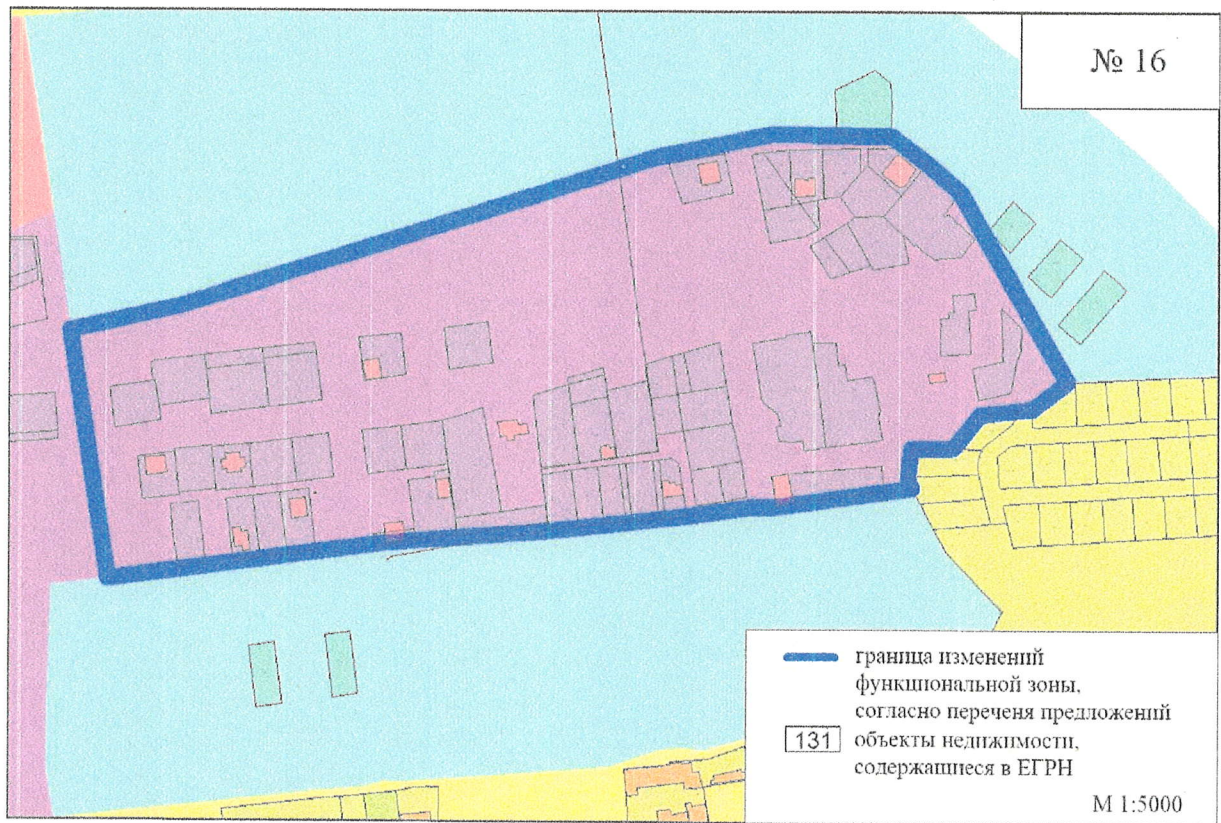 № 16
граница изменений
функциональной зоны,
согласно переченя предложений
131 объекты недвижимости,
содержащиеся в ЕГРН
М 1:5000